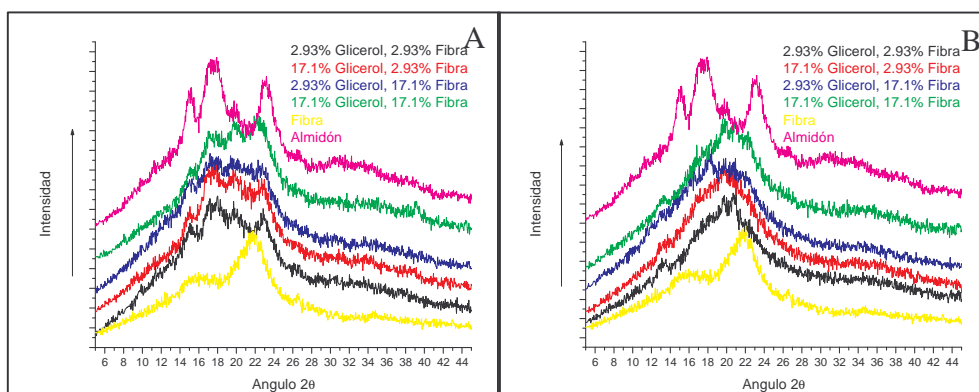 A
2.93% Glicerol, 2.93% Fibra
17.1% Glicerol, 2.93% Fibra
2.93% Glicerol, 17.1% Fibra
17.1% Glicerol, 17.1% Fibra
Fibra
Almidón
Intensidad
6 8 10 12 14 16 18 20 22 24 26 28 30 32 34 36 38 40 42 44
Angulo 2θ
B
2.93% Glicerol, 2.93% Fibra
17.1% Glicerol, 2.93% Fibra
2.93% Glicerol, 17.1% Fibra
17.1% Glicerol, 17.1% Fibra
Fibra
Almidón
Intensidad
6 8 10 12 14 16 18 20 22 24 26 28 30 32 34 36 38 40 42 44
Angulo 2θ